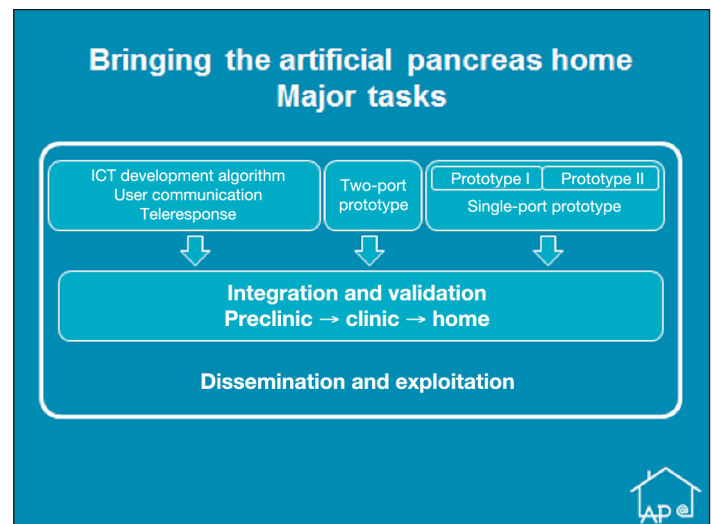 Bringing the artificial pancreas home
Major tasks
ICT development algorithm
User communication
Teleresponse
Two-port
prototype
Prototype I
Prototype II
Single-port prototype
Integration and validation
Preclinic → clinic → home
Dissemination and exploitation
AP@